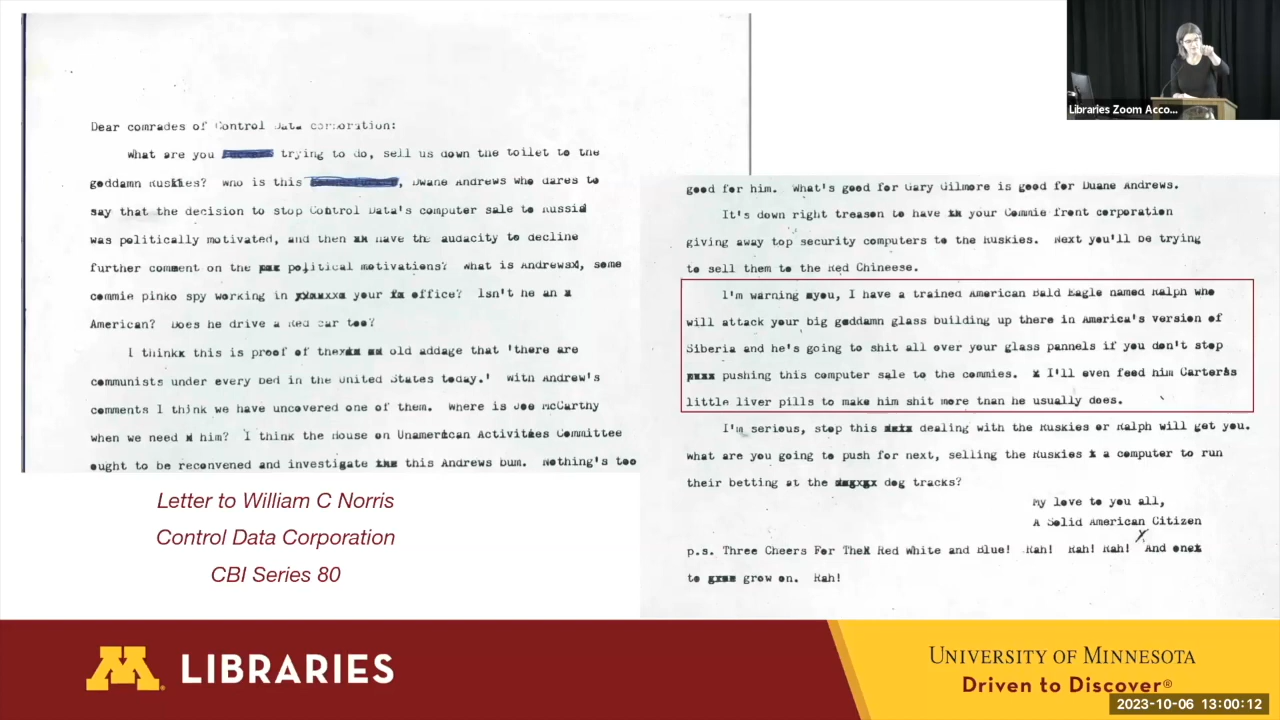 Dear comrades of Control Data corporation:
What are you trying to do, sell us down the toilet to the
goddamn Ruskies? Who is this , Dwane Andrews who dares to
say that the decision to stop Control Data's computer sale to Russia
was politically motivated, and then have the audacity to decline
further comment on the political motivations? What is Andrews, some
commie pinko spy working in your office? Isn't he an
American? Does he drive a Red car too?
I think this is proof of the old addage that 'there are
communists under every bed in the United States today.' With Andrew's
comments I think we have uncovered one of them. Where is Joe McCarthy
when we need him? I think the House on Unamerican Activities Committee
ought to be reconvened and investigate this Andrews bum. Nothing's too
good for him. What's good for Gary Gilmore is good for Duane Andrews.
It's down right treason to have your Commie front corporation
giving away top security computers to the Ruskies. Next you'll be trying
to sell them to the Red Chineese.
I'm warning you, I have a trained American Bald Eagle named Ralph who
will attack your big goddamn glass building up there in America's version of
Siberia and he's going to shit all over your glass pannels if you don't stop
pushing this computer sale to the commies. I'll even feed him Carters
little liver pills to make him shit more than he usually does.
I'm serious, stop this dealing with the Ruskies or Ralph will get you.
What are you going to push for next, selling the Ruskies a computer to run
their betting at the dog tracks?
My love to you all,
A Solid American Citizen
p.s. Three Cheers For The Red White and Blue! Rah! Rah! Rah! And one
to grow on. Rah!
Letter to William C Norris
Control Data Corporation
CBI Series 80
Libraries Zoom Acco...
M LIBRARIES
UNIVERSITY OF MINNESOTA
Driven to Discover®
2023-10-06 13:00:12